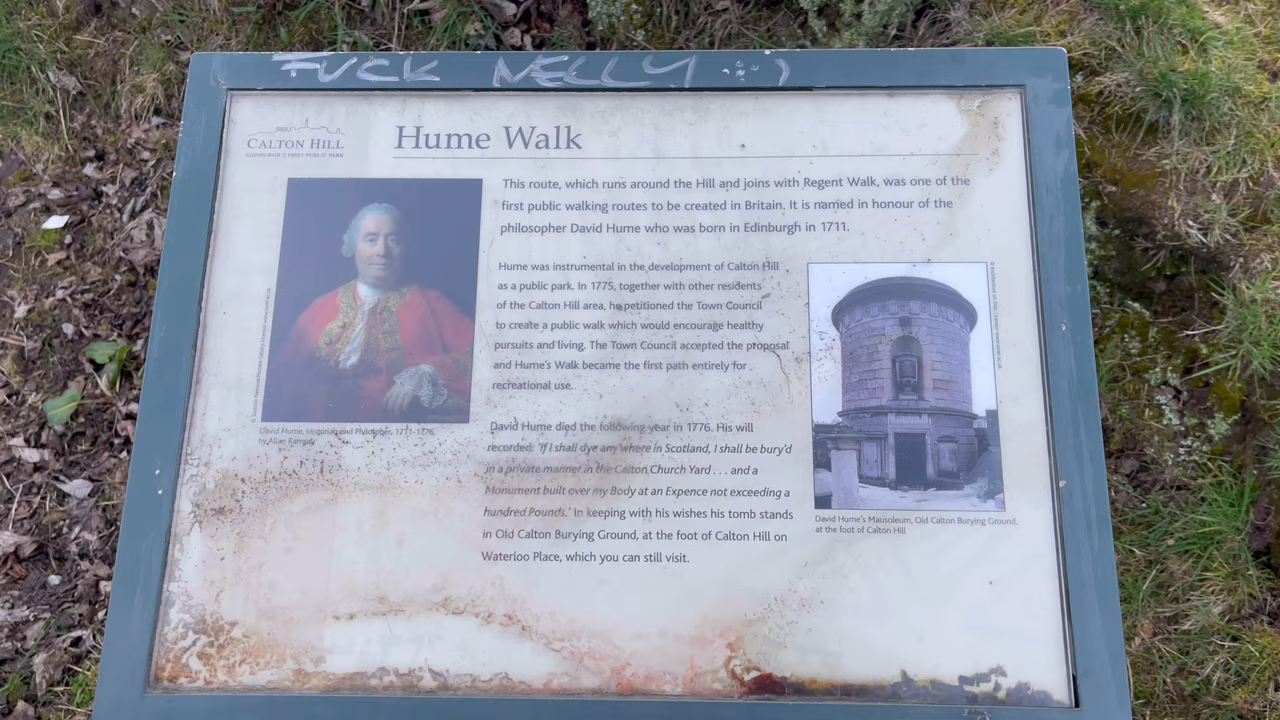 FUCK NELLY :)
CALTON HILL
EDINBURGH'S FIRST PUBLIC PARK
Hume Walk
This route, which runs around the Hill and joins with Regent Walk, was one of the
first public walking routes to be created in Britain. It is named in honour of the
philosopher David Hume who was born in Edinburgh in 1711.
Hume was instrumental in the development of Calton Hill
as a public park. In 1775, together with other residents
of the Calton Hill area, he petitioned the Town Council
to create a public walk which would encourage healthy
pursuits and living. The Town Council accepted the proposal
and Hume's Walk became the first path entirely for
recreational use.
David Hume died the following year in 1776. His will
recorded: 'If I shall dye any where in Scotland, I shall be bury'd
in a private manner in the Calton Church Yard . . . and a
Monument built over my Body at an Expence not exceeding a
hundred Pounds.' In keeping with his wishes his tomb stands
in Old Calton Burying Ground, at the foot of Calton Hill on
Waterloo Place, which you can still visit.
David Hume, Historian and Philosopher, 1711-1776,
by Allan Ramsay
David Hume's Mausoleum, Old Calton Burying Ground,
at the foot of Calton Hill